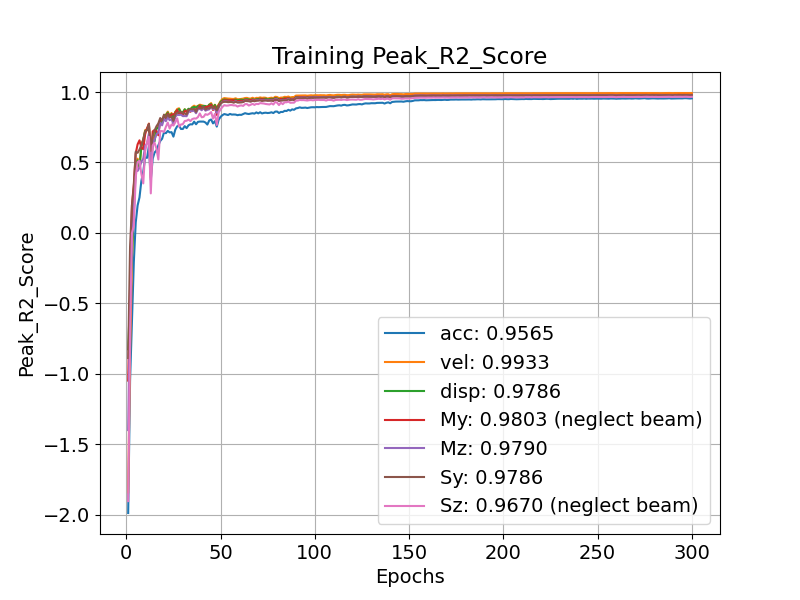 Training Peak_R2_Score
Peak_R2_Score
1.0
0.5
0.0
−0.5
−1.0
−1.5
−2.0
acc: 0.9565
vel: 0.9933
disp: 0.9786
My: 0.9803 (neglect beam)
Mz: 0.9790
Sy: 0.9786
Sz: 0.9670 (neglect beam)
0 50 100 150 200 250 300
Epochs